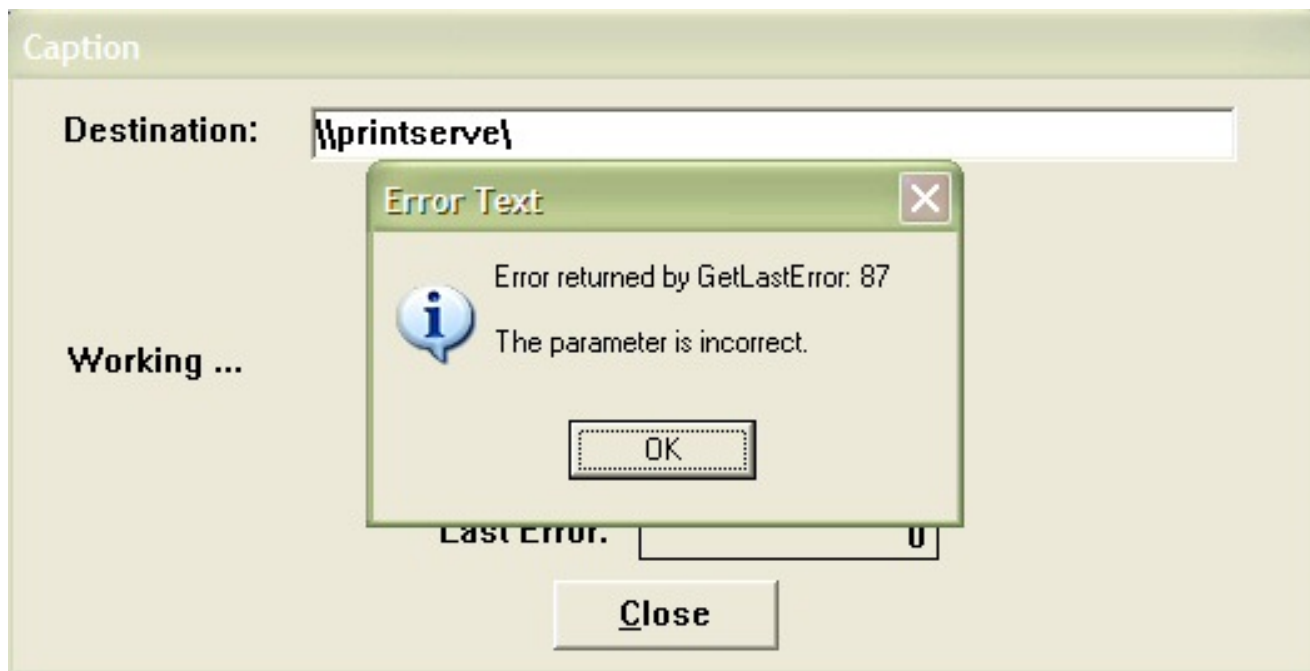 Caption
Destination:
\\printserve\
Error Text
Error returned by GetLastError: 87
The parameter is incorrect.
Working ...
OK
Last Error:
0
Close